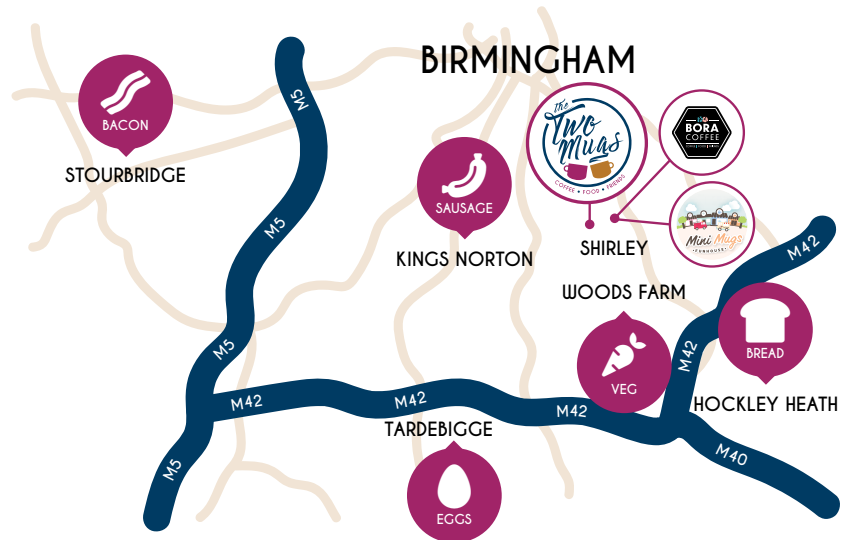 BIRMINGHAM
M5
BACON
STOURBRIDGE
the
Two
Mugs
COFFEE • FOOD • FRIENDS
BORA
COFFEE
SAUSAGE
KINGS NORTON
SHIRLEY
Mini Mugs
FUNHOUSE
M5
M42
WOODS FARM
M5
M42
BREAD
VEG
HOCKLEY HEATH
M42
M42
M42
TARDEBIGGE
M5
M40
EGGS